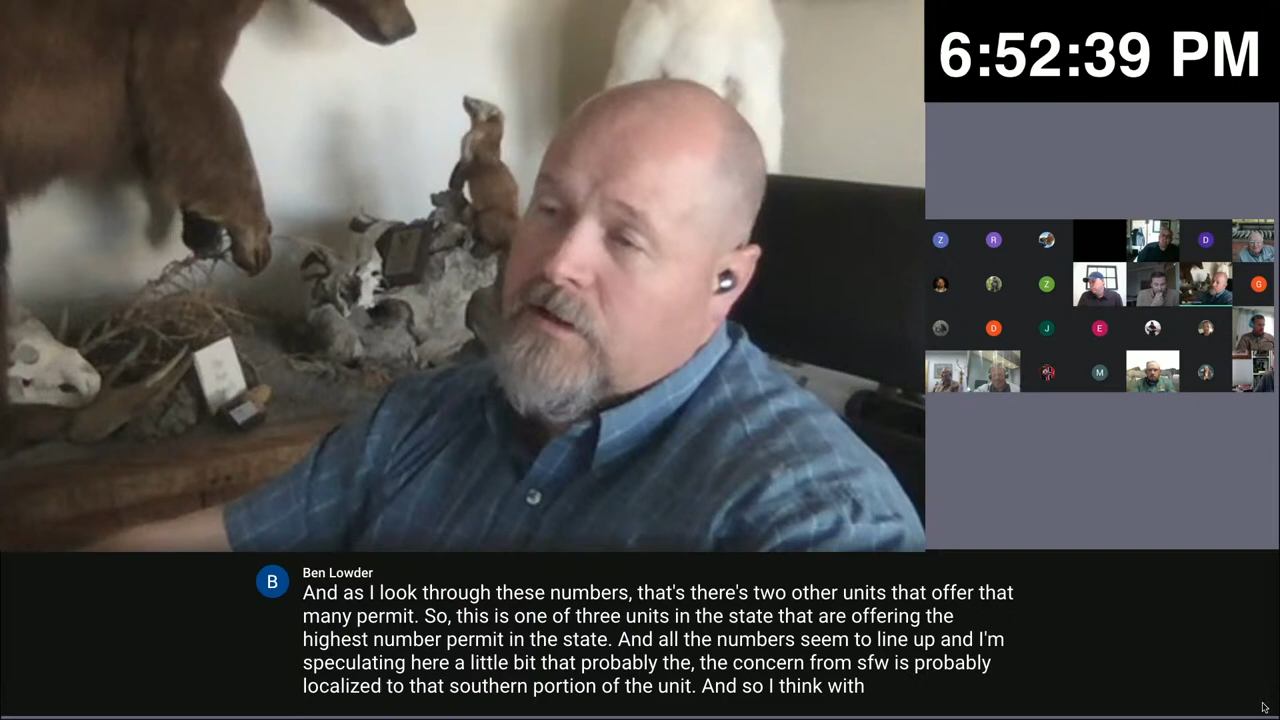 6:52:39 PM
Z
R
D
Z
G
D
J
E
M
B
Ben Lowder
And as I look through these numbers, that's there's two other units that offer that
many permit. So, this is one of three units in the state that are offering the
highest number permit in the state. And all the numbers seem to line up and I'm
speculating here a little bit that probably the, the concern from sfw is probably
localized to that southern portion of the unit. And so I think with